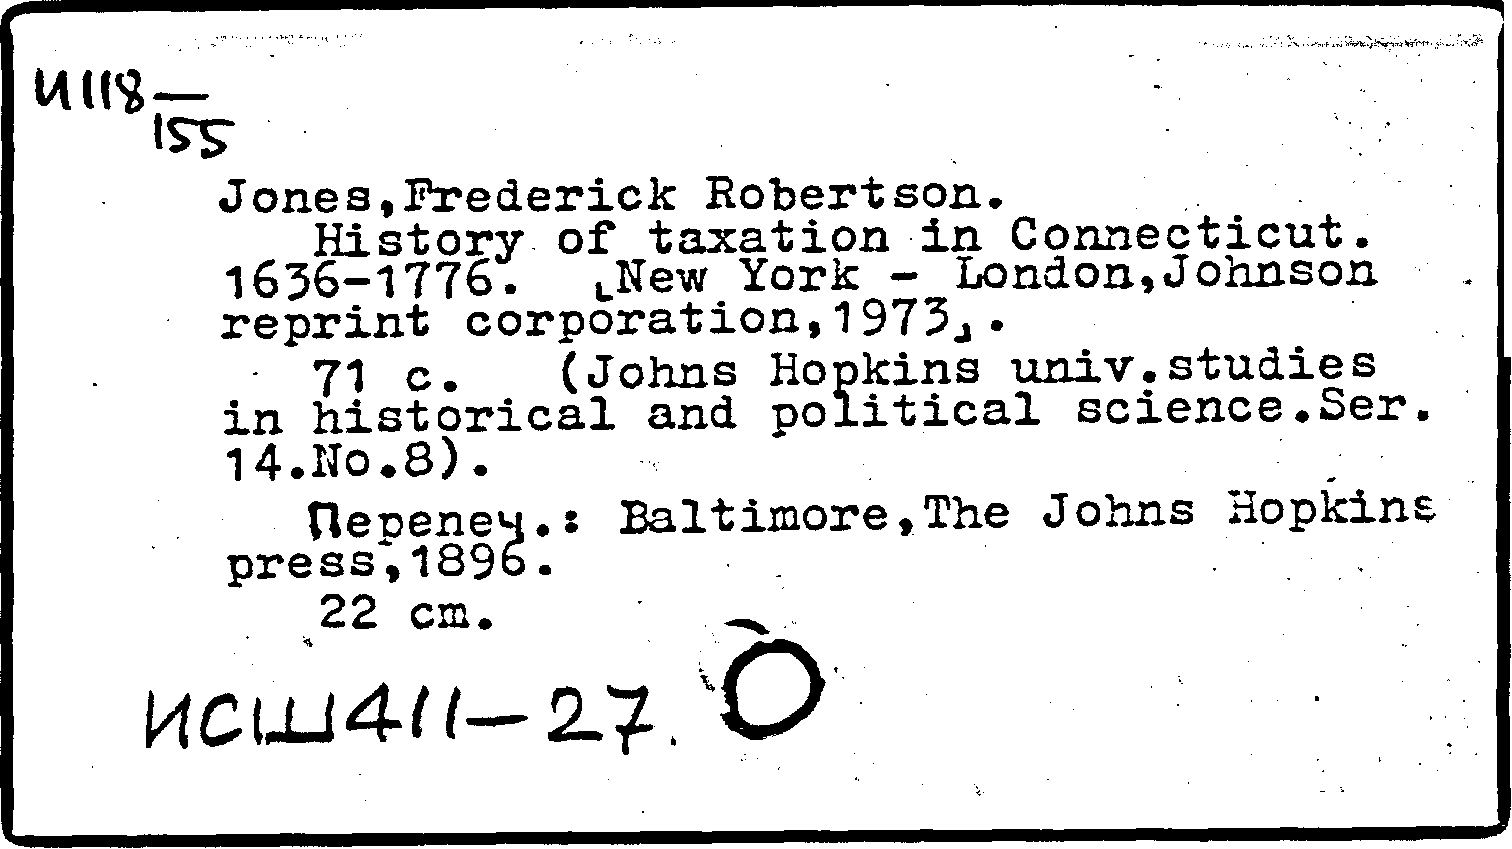 И118—
155
Jones,Frederick Robertson.
History of taxation in Connecticut.
1636-1776. [New York - London,Johnson
reprint corporation,1973].
71 c. (Johns Hopkins univ.studies
in historical and political science.Ser.
14.No.8).
Перепеч.: Baltimore,The Johns Hopkins
press,1896.
22 cm.
ИСШ411-27.